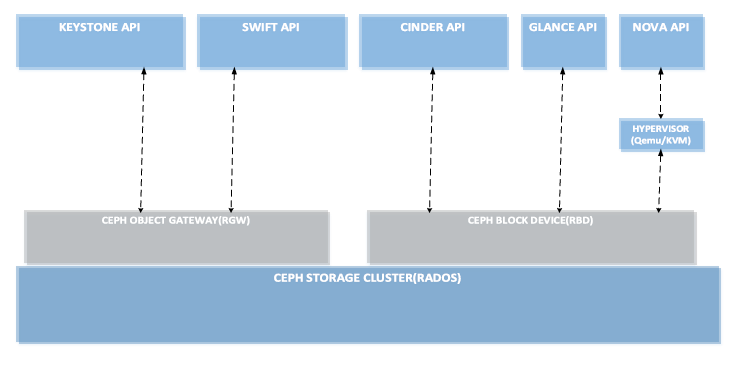 KEYSTONE API
SWIFT API
CINDER API
GLANCE API
NOVA API
HYPERVISOR
(Qemu/KVM)
CEPH OBJECT GATEWAY(RGW)
CEPH BLOCK DEVICE(RBD)
CEPH STORAGE CLUSTER(RADOS)